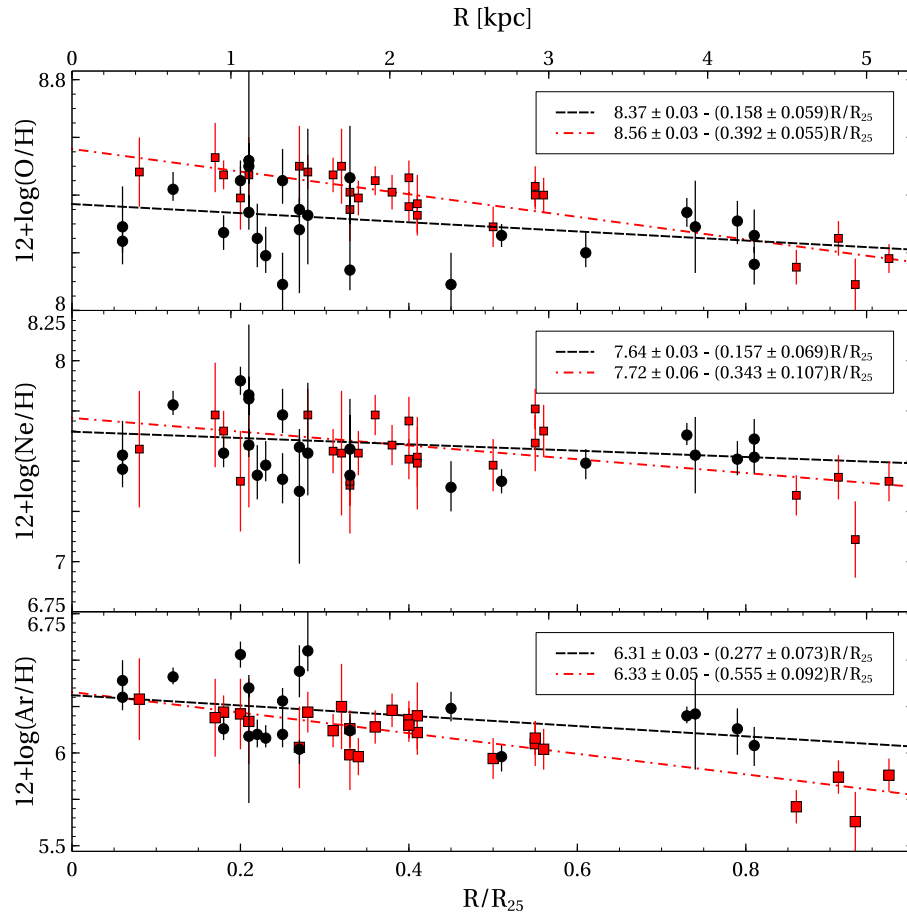 R [kpc]
0 1 2 3 4 5
8.8
8
12+log(O/H)
8.37 ± 0.03 - (0.158 ± 0.059)R/R₂₅
8.56 ± 0.03 - (0.392 ± 0.055)R/R₂₅
8.25
8
7
6.75
12+log(Ne/H)
7.64 ± 0.03 - (0.157 ± 0.069)R/R₂₅
7.72 ± 0.06 - (0.343 ± 0.107)R/R₂₅
6.75
6
5.5
12+log(Ar/H)
6.31 ± 0.03 - (0.277 ± 0.073)R/R₂₅
6.33 ± 0.05 - (0.555 ± 0.092)R/R₂₅
0 0.2 0.4 0.6 0.8
R/R₂₅